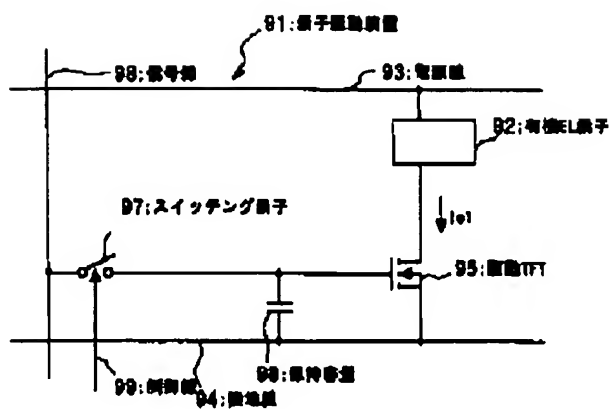 91:素子駆動装置
98:信号線
93:電源線
92:有機EL素子
97:スイッチング素子
Iel
95:駆動TFT
99:制御線
94:接地線
保持容量